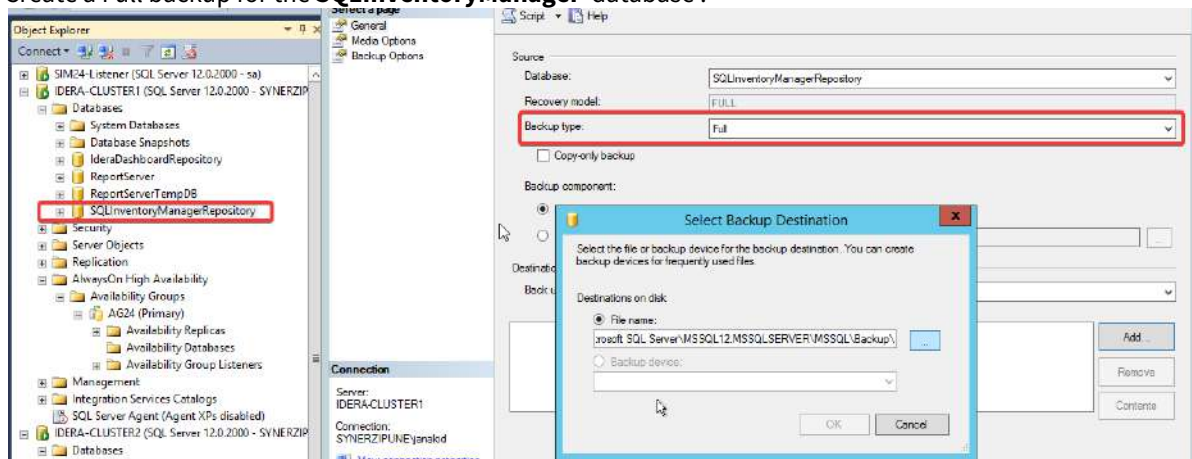 Create a Full backup for the SQLInventoryManager database .
Object Explorer
Connect
SIM24-Listener (SQL Server 12.0.2000 - sa)
IDERA-CLUSTER1 (SQL Server 12.0.2000 - SYNERZIP
Databases
System Databases
Database Snapshots
IderaDashboardRepository
ReportServer
ReportServerTempDB
SQLInventoryManagerRepository
Security
Server Objects
Replication
AlwaysOn High Availability
Availability Groups
AG24 (Primary)
Availability Replicas
Availability Databases
Availability Group Listeners
Management
Integration Services Catalogs
SQL Server Agent (Agent XPs disabled)
IDERA-CLUSTER2 (SQL Server 12.0.2000 - SYNERZIP
Databases
Select a page
General
Media Options
Backup Options
Connection
Server:
IDERA-CLUSTER1
Connection:
View connection properties
Script Help
Source
Database: SQLInventoryManagerRepository
Recovery model: FULL
Backup type: Full
Copy-only backup
Backup component:
Destinatio
Back u
Add...
Remove
Contents
Select Backup Destination
x
Select the file or backup device for the backup destination. You can create
backup devices for frequently used files.
Destinations on disk
File name:
rosoft SQL Server\MSSQL12.MSSQLSERVER\MSSQL\Backup\ ...
Backup device:
OK Cancel